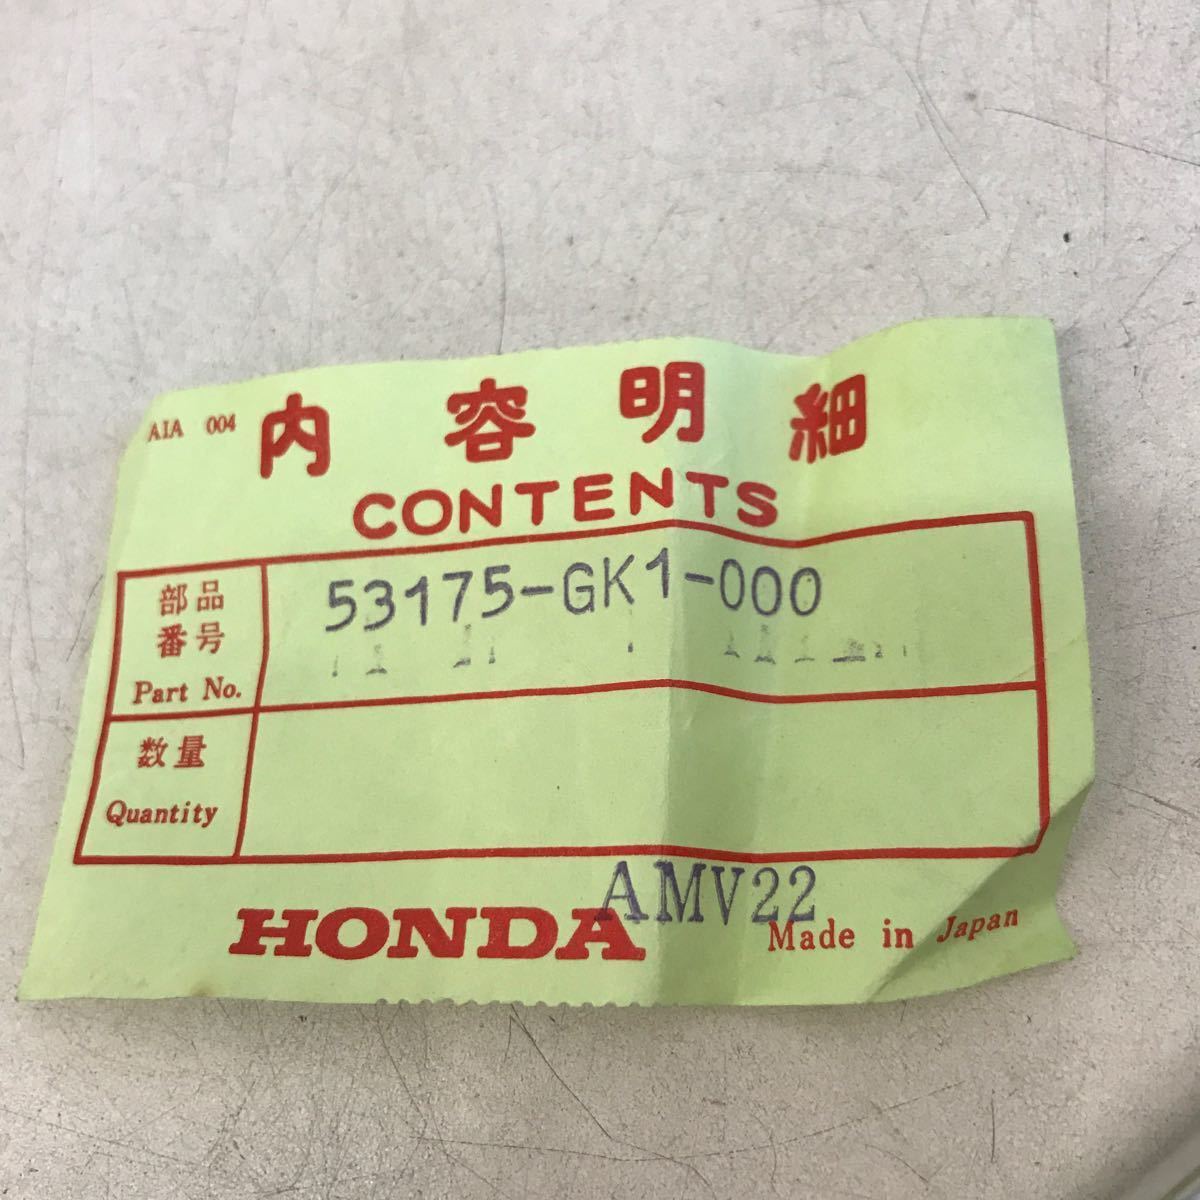 AIA 004
内容明細
CONTENTS
部品
番号
Part No.
53175-GK1-000
数量
Quantity
AMV22
HONDA
Made in Japan